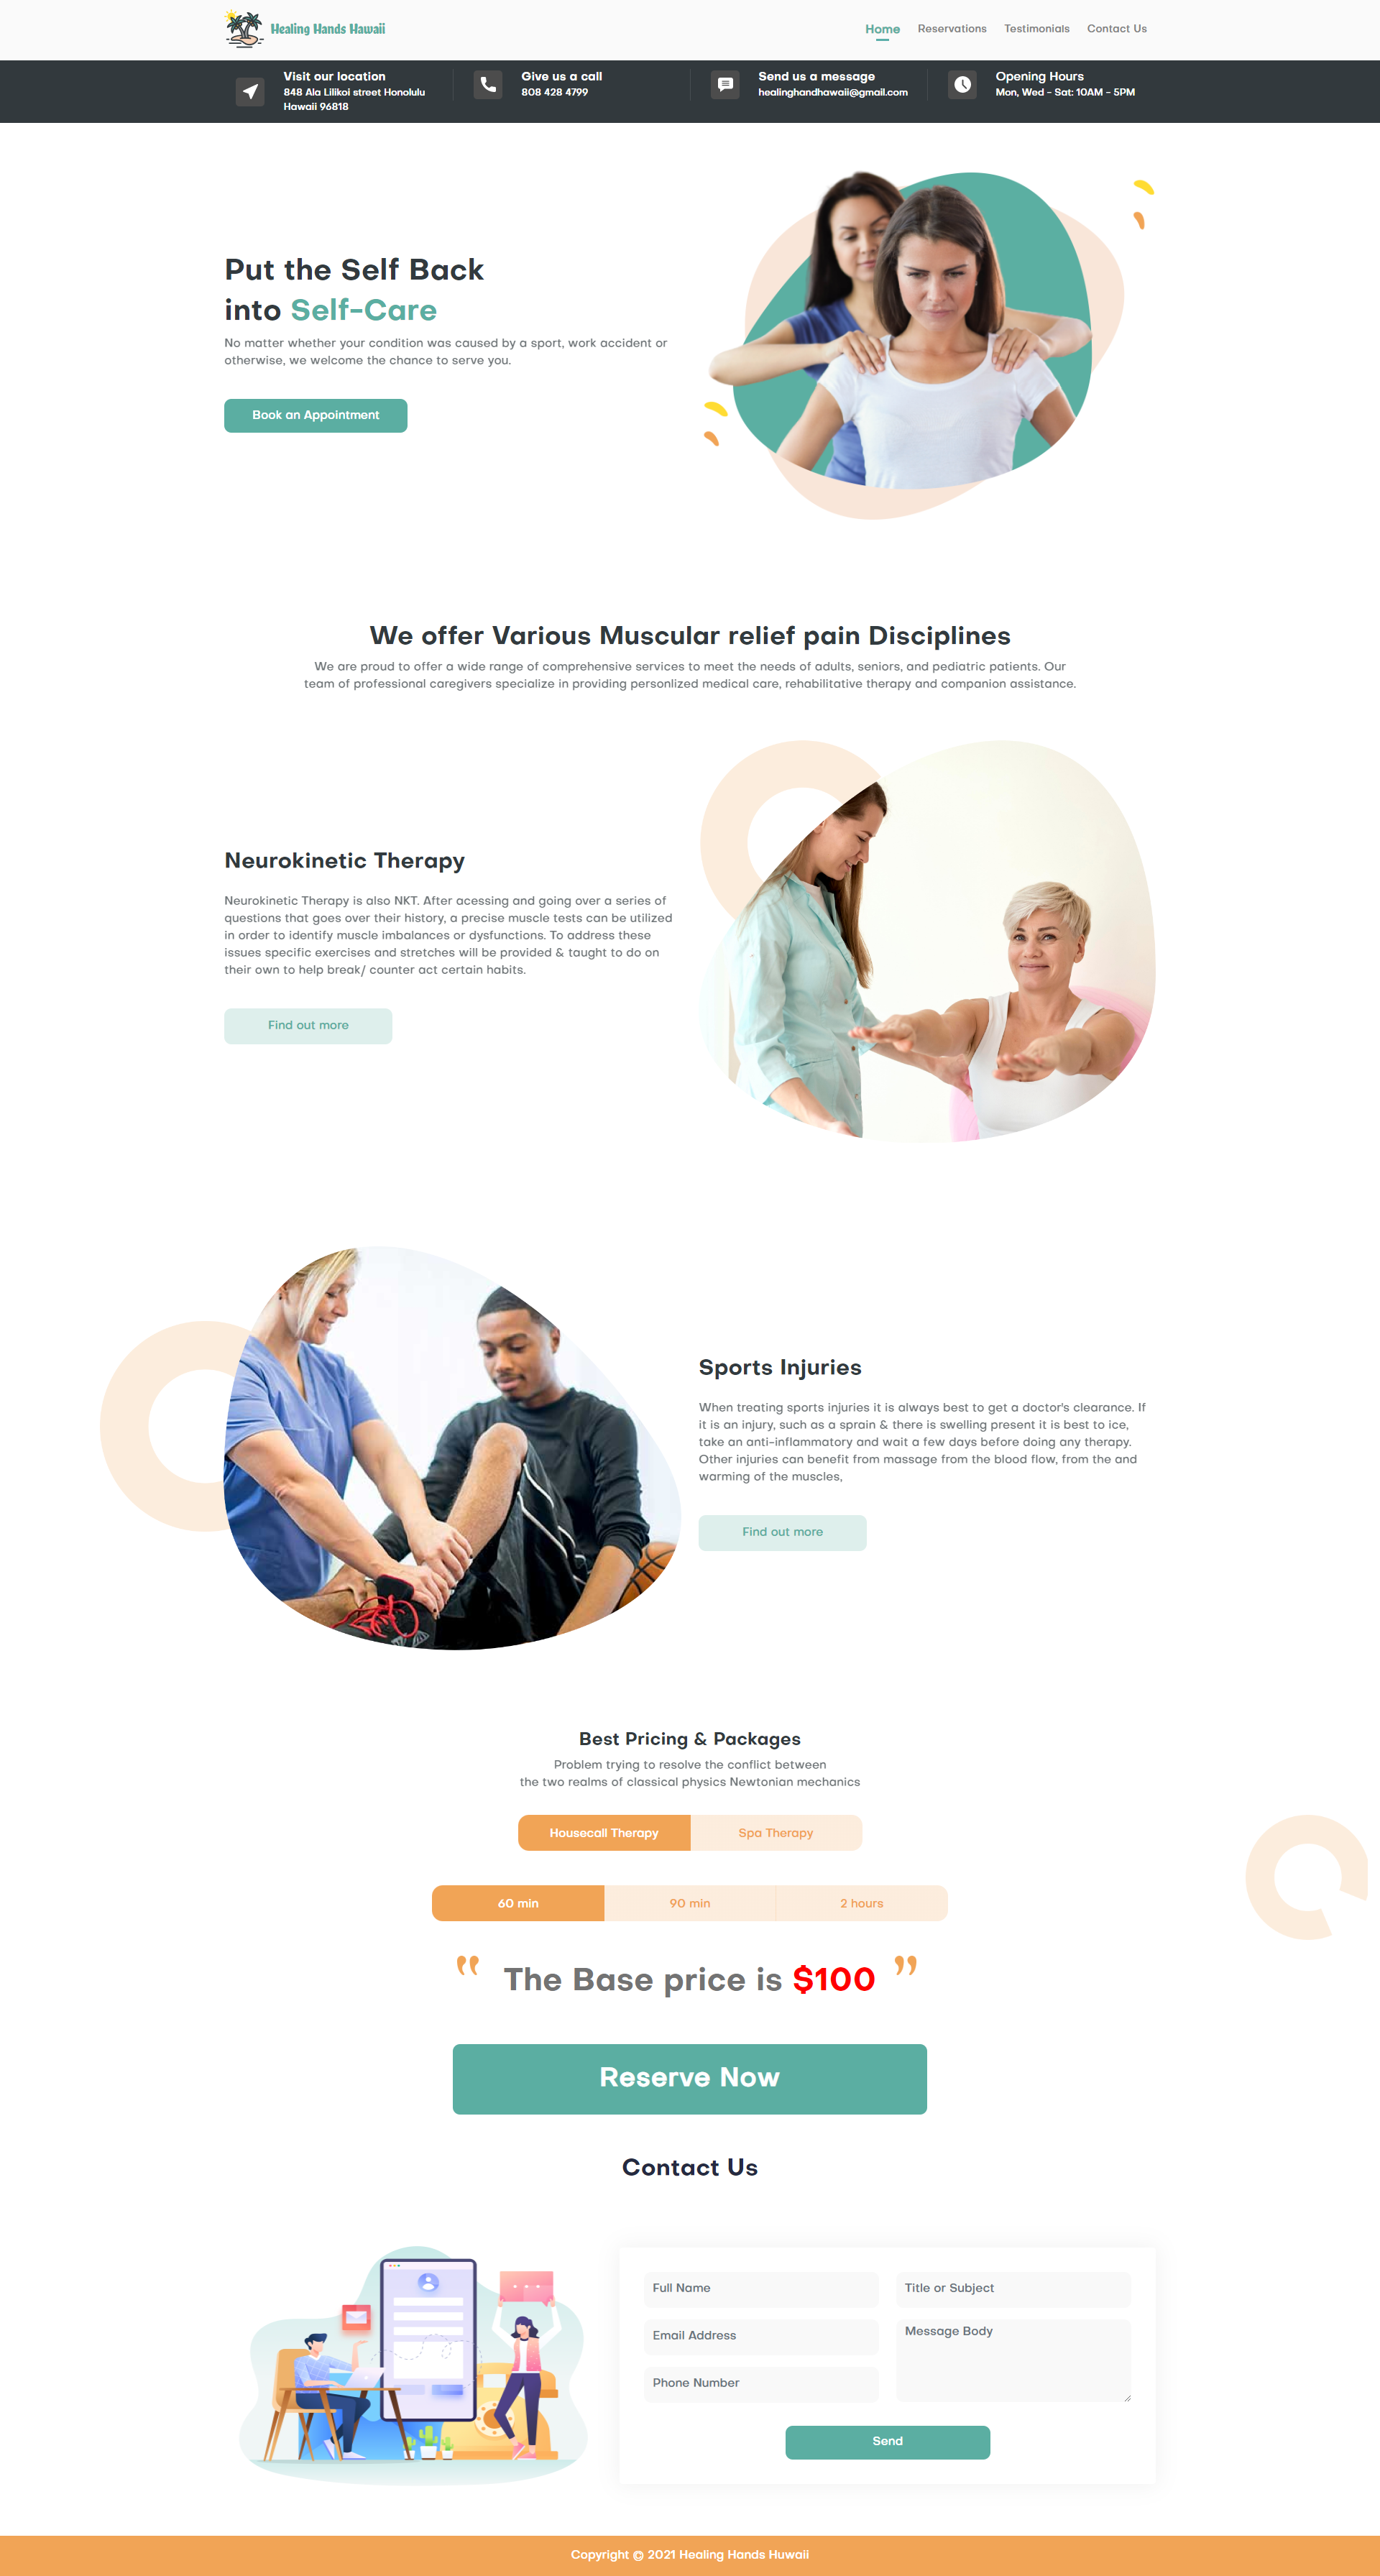 Healing Hands Hawaii
Home
Reservations
Testimonials
Contact Us
Visit our location
848 Ala Lilikoi street Honolulu
Hawaii 96818
Give us a call
808 428 4799
Send us a message
healinghandhawaii@gmail.com
Opening Hours
Mon, Wed - Sat: 10AM - 5PM
Put the Self Back
into Self-Care
No matter whether your condition was caused by a sport, work accident or
otherwise, we welcome the chance to serve you.
Book an Appointment
We offer Various Muscular relief pain Disciplines
We are proud to offer a wide range of comprehensive services to meet the needs of adults, seniors, and pediatric patients. Our
team of professional caregivers specialize in providing personlized medical care, rehabilitative therapy and companion assistance.
Neurokinetic Therapy
Neurokinetic Therapy is also NKT. After acessing and going over a series of
questions that goes over their history, a precise muscle tests can be utilized
in order to identify muscle imbalances or dysfunctions. To address these
issues specific exercises and stretches will be provided & taught to do on
their own to help break/ counter act certain habits.
Find out more
Sports Injuries
When treating sports injuries it is always best to get a doctor's clearance. If
it is an injury, such as a sprain & there is swelling present it is best to ice,
take an anti-inflammatory and wait a few days before doing any therapy.
Other injuries can benefit from massage from the blood flow, from the and
warming of the muscles,
Find out more
Best Pricing & Packages
Problem trying to resolve the conflict between
the two realms of classical physics Newtonian mechanics
Housecall Therapy
Spa Therapy
60 min
90 min
2 hours
" The Base price is $100 "
Reserve Now
Contact Us
Full Name
Title or Subject
Email Address
Message Body
Phone Number
Send
Copyright @ 2021 Healing Hands Huwaii